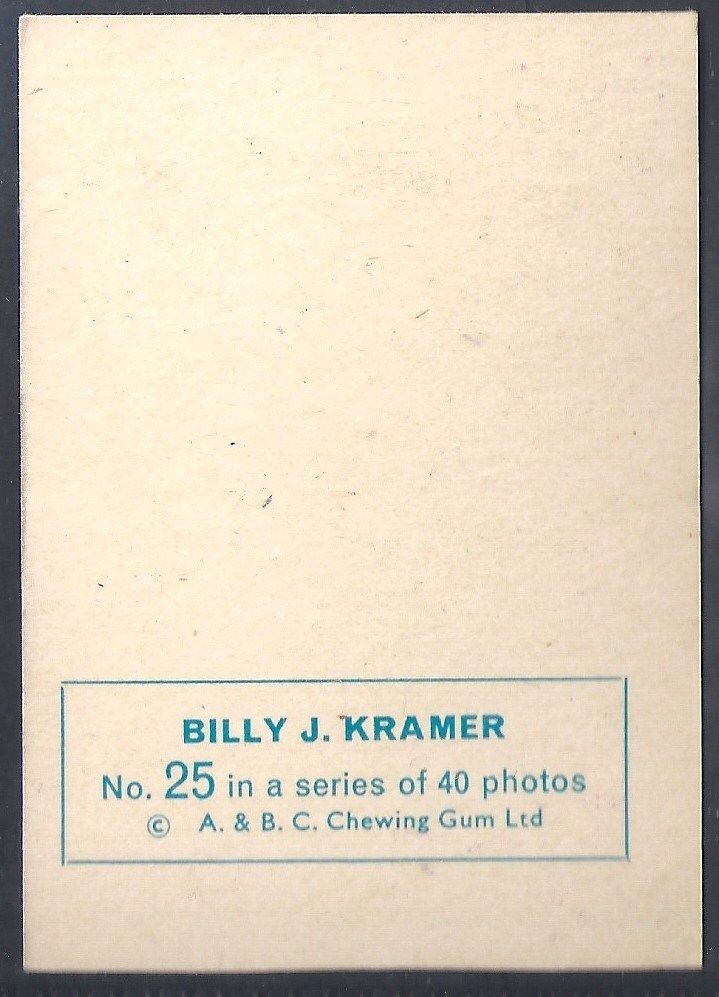 BILLY J. KRAMER
No. 25 in a series of 40 photos
© A. & B. C. Chewing Gum Ltd